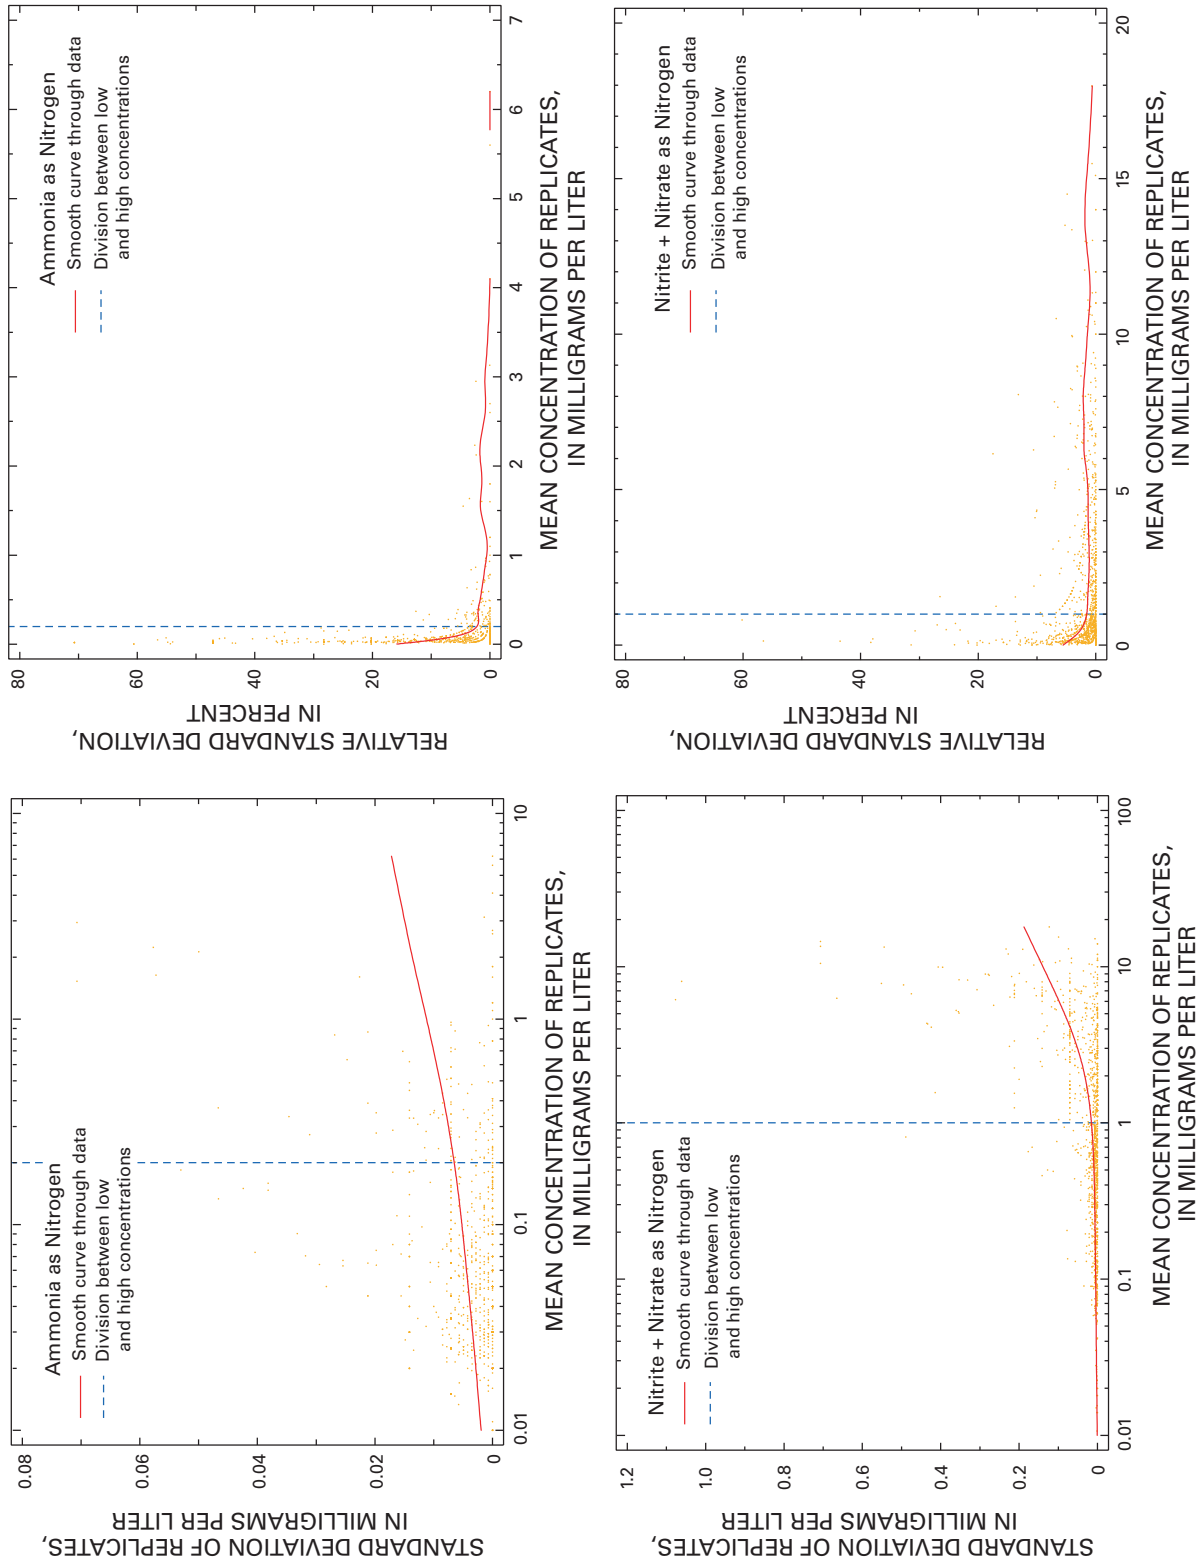 STANDARD DEVIATION OF REPLICATES,
IN MILLIGRAMS PER LITER
0.08
0.06
0.04
0.02
0
Ammonia as Nitrogen
Smooth curve through data
Division between low
and high concentrations
0.01
0.1
1
10
MEAN CONCENTRATION OF REPLICATES,
IN MILLIGRAMS PER LITER
RELATIVE STANDARD DEVIATION,
IN PERCENT
80
60
40
20
0
Ammonia as Nitrogen
Smooth curve through data
Division between low
and high concentrations
0
1
2
3
4
5
6
7
MEAN CONCENTRATION OF REPLICATES,
IN MILLIGRAMS PER LITER
STANDARD DEVIATION OF REPLICATES,
IN MILLIGRAMS PER LITER
1.2
1.0
0.8
0.6
0.4
0.2
0
Nitrite + Nitrate as Nitrogen
Smooth curve through data
Division between low
and high concentrations
0.01
0.1
1
10
100
MEAN CONCENTRATION OF REPLICATES,
IN MILLIGRAMS PER LITER
RELATIVE STANDARD DEVIATION,
IN PERCENT
80
60
40
20
0
Nitrite + Nitrate as Nitrogen
Smooth curve through data
Division between low
and high concentrations
0
5
10
15
20
MEAN CONCENTRATION OF REPLICATES,
IN MILLIGRAMS PER LITER